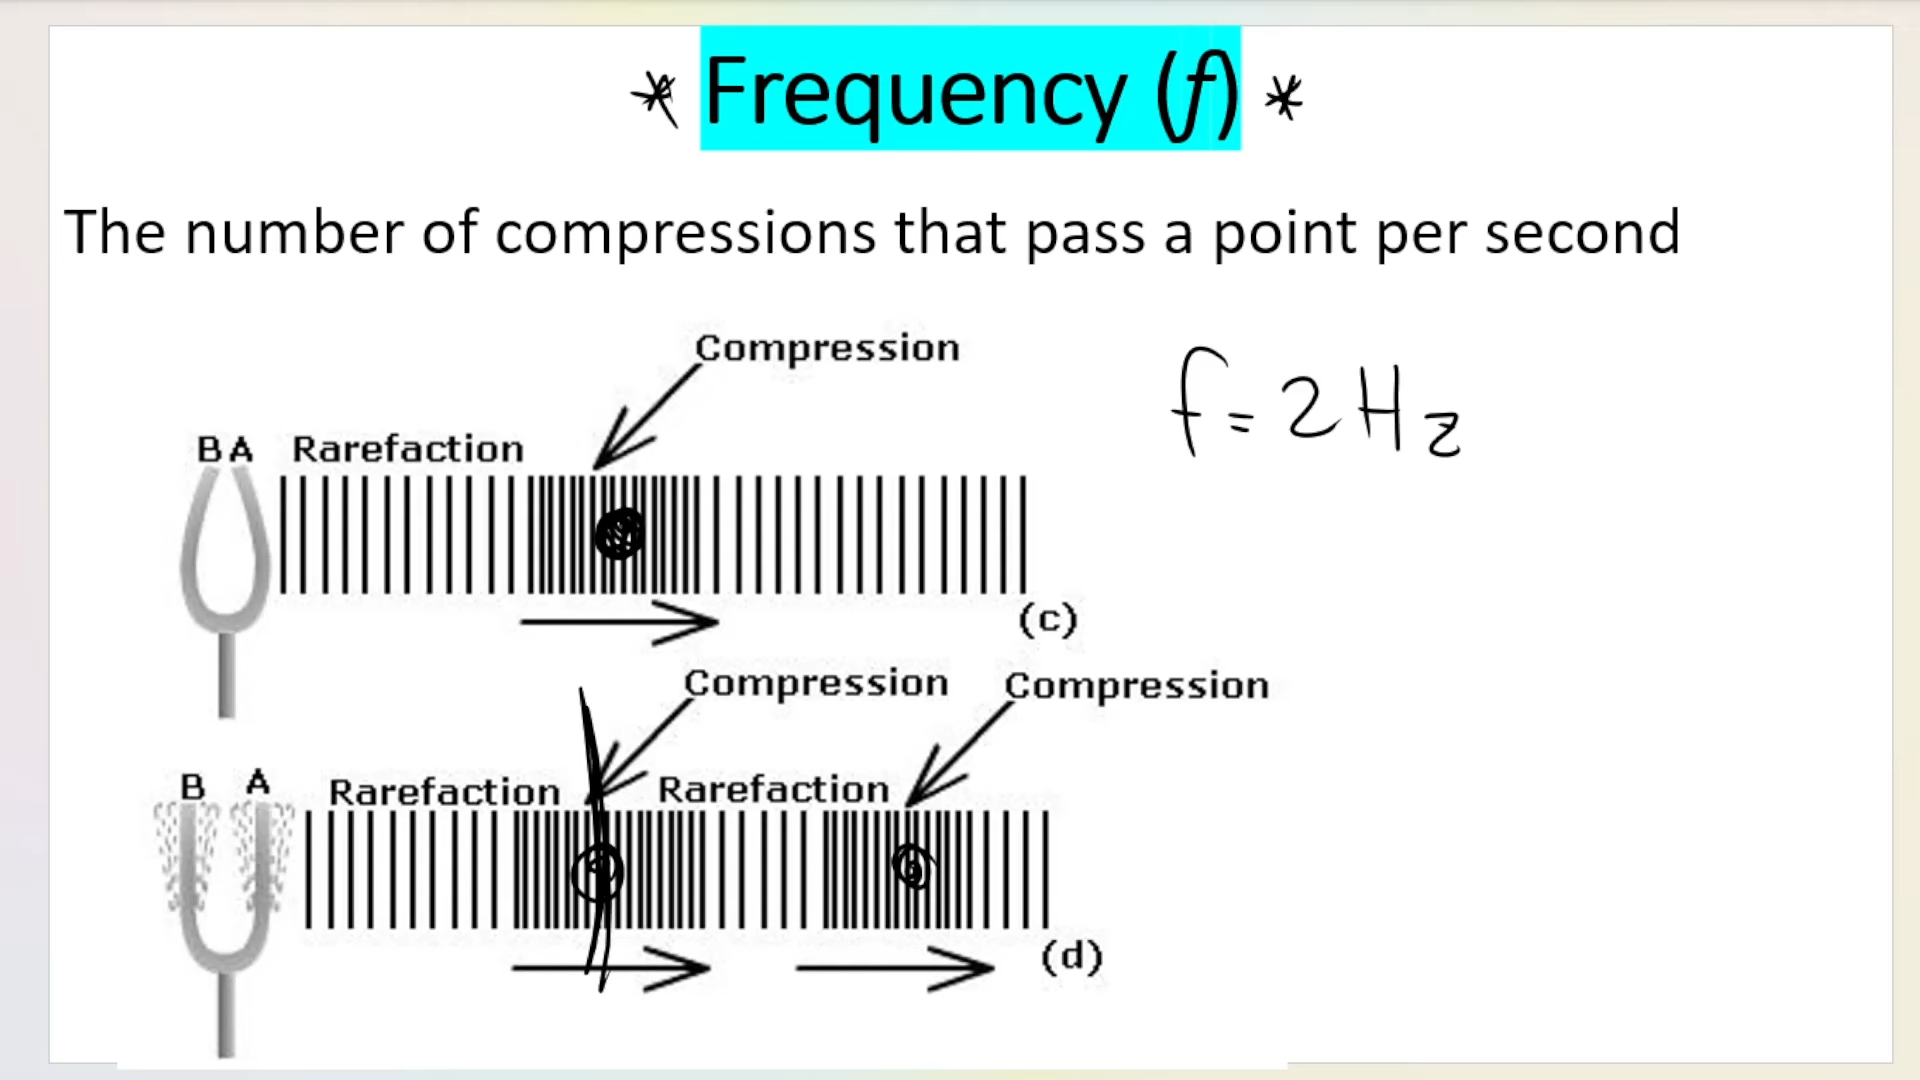 * Frequency (f) *
The number of compressions that pass a point per second
Compression
f = 2 Hz
B A Rarefaction
(c)
Compression Compression
B A Rarefaction Rarefaction
(d)